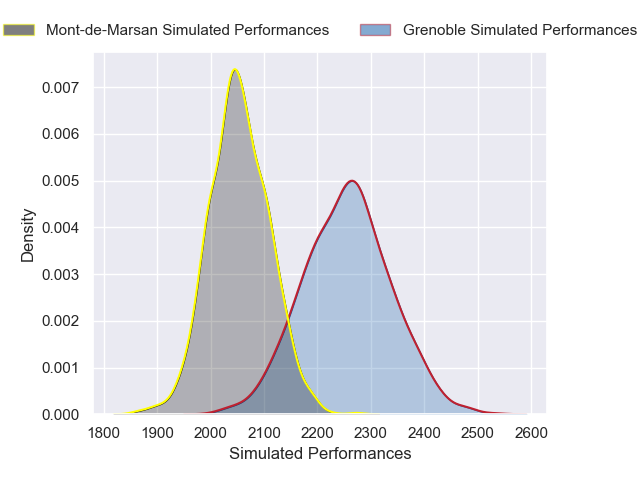 Mont-de-Marsan Simulated Performances
Grenoble Simulated Performances
0.007
0.006
0.005
0.004
0.003
0.002
0.001
0.000
Density
1800 1900 2000 2100 2200 2300 2400 2500 2600
Simulated Performances